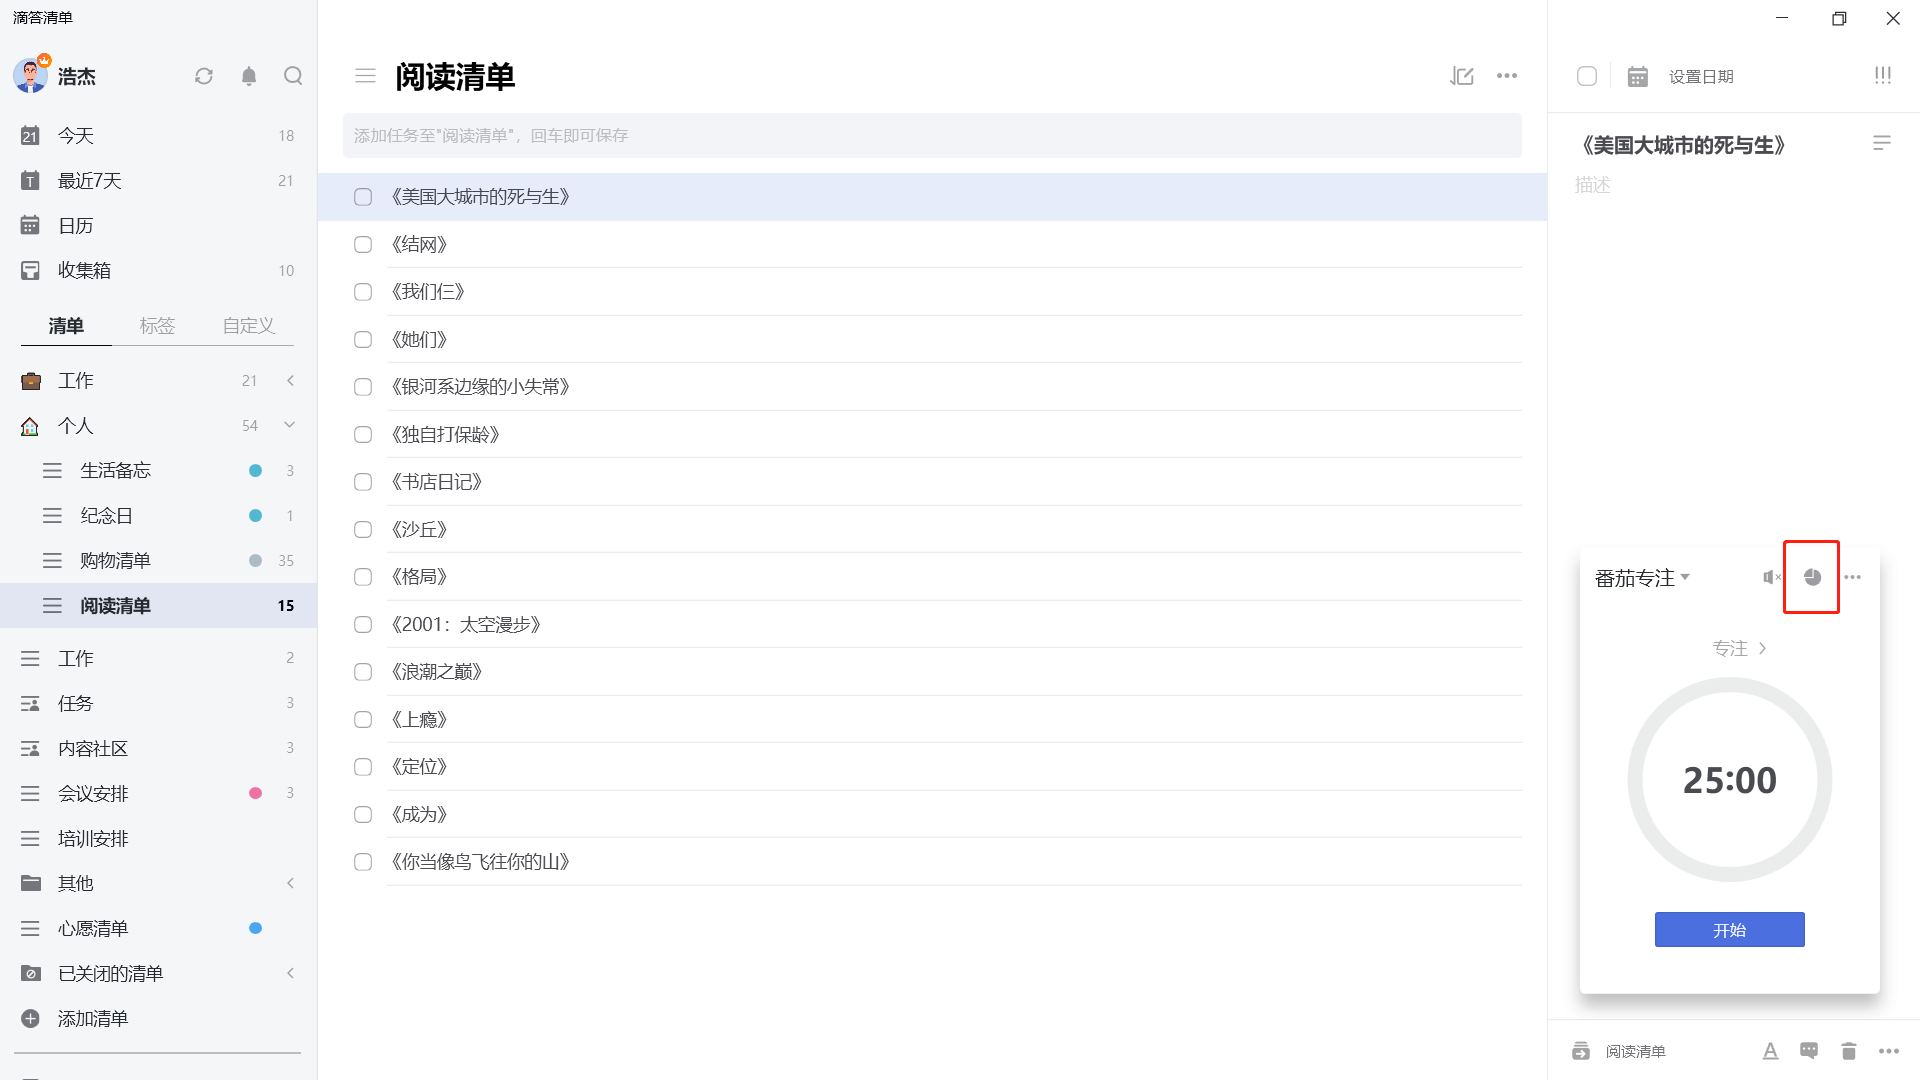 滴答清单
浩杰
21 今天 18
T 最近7天 21
日历
收集箱 10
清单 标签 自定义
工作 21
个人 54
生活备忘 3
纪念日 1
购物清单 35
阅读清单 15
工作 2
任务 3
内容社区 3
会议安排 3
培训安排
其他
心愿清单
已关闭的清单
添加清单
阅读清单
添加任务至"阅读清单"，回车即可保存
《美国大城市的死与生》
《结网》
《我们仨》
《她们》
《银河系边缘的小失常》
《独自打保龄》
《书店日记》
《沙丘》
《格局》
《2001：太空漫步》
《浪潮之巅》
《上瘾》
《定位》
《成为》
《你当像鸟飞往你的山》
设置日期
《美国大城市的死与生》
描述
番茄专注
专注
25:00
开始
阅读清单